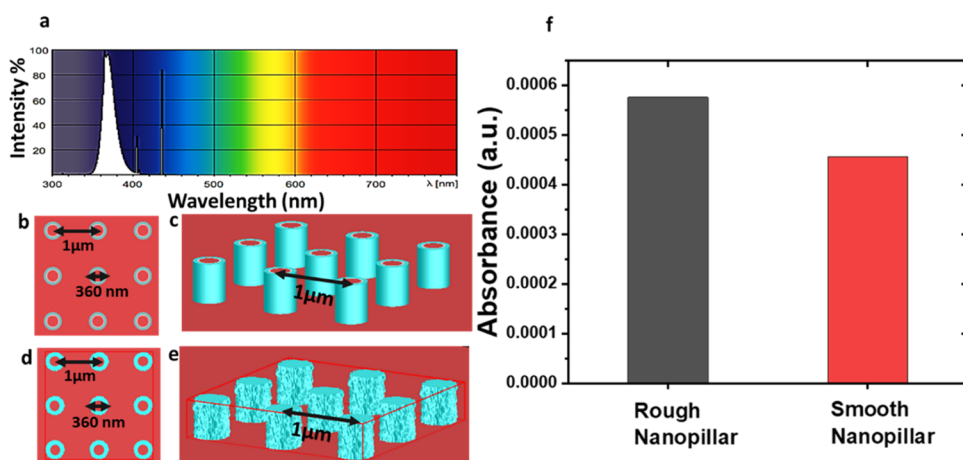 a
Intensity %
100
80
60
40
20
300
400
500
600
700
λ [nm]
Wavelength (nm)
b
1μm
360 nm
c
1μm
d
1μm
360 nm
e
1μm
f
Absorbance (a.u.)
0.0006
0.0005
0.0004
0.0003
0.0002
0.0001
0.0000
Rough
Nanopillar
Smooth
Nanopillar